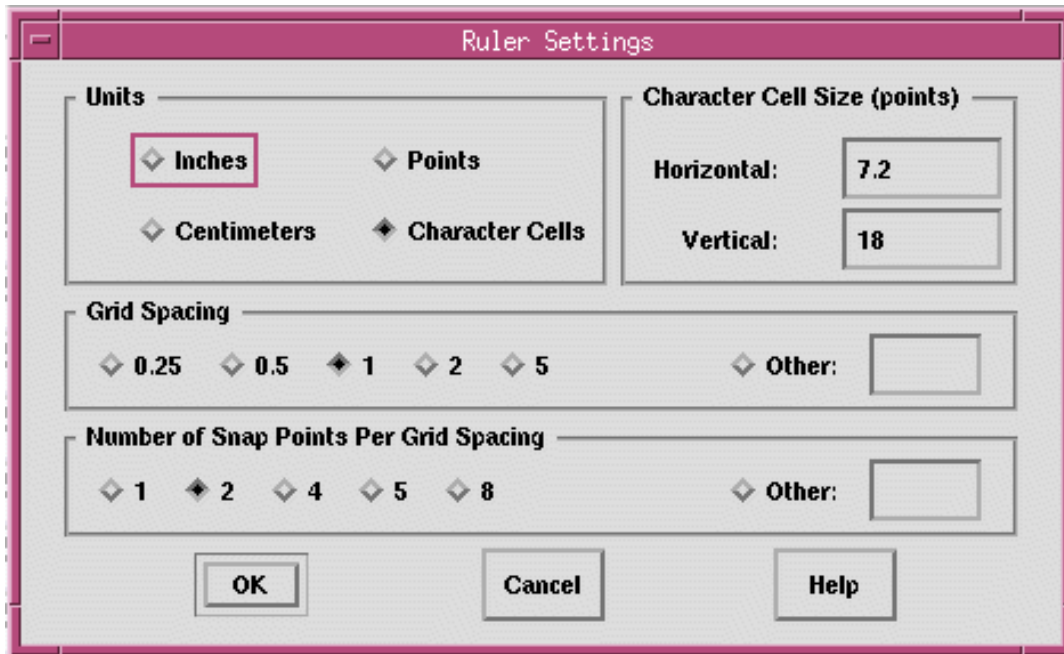 Ruler Settings
Units
Inches
Points
Centimeters
Character Cells
Character Cell Size (points)
Horizontal: 7.2
Vertical: 18
Grid Spacing
0.25 0.5 1 2 5 Other:
Number of Snap Points Per Grid Spacing
1 2 4 5 8 Other:
OK Cancel Help